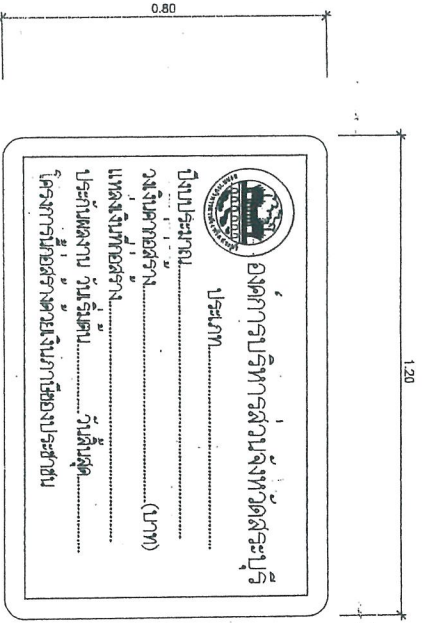 0.80
1.20
องค์การบริหารส่วนจังหวัดสระบุรี
ประเภท....................
ปีงบประมาณ....................
วงเงินค่าก่อสร้าง....................(บาท)
แหล่งเงินที่ก่อสร้าง....................
ประกันผลงาน วันเริ่มต้น............วันสิ้นสุด............
โครงการนี้ก่อสร้างด้วยเงินภาษีของประชาชน